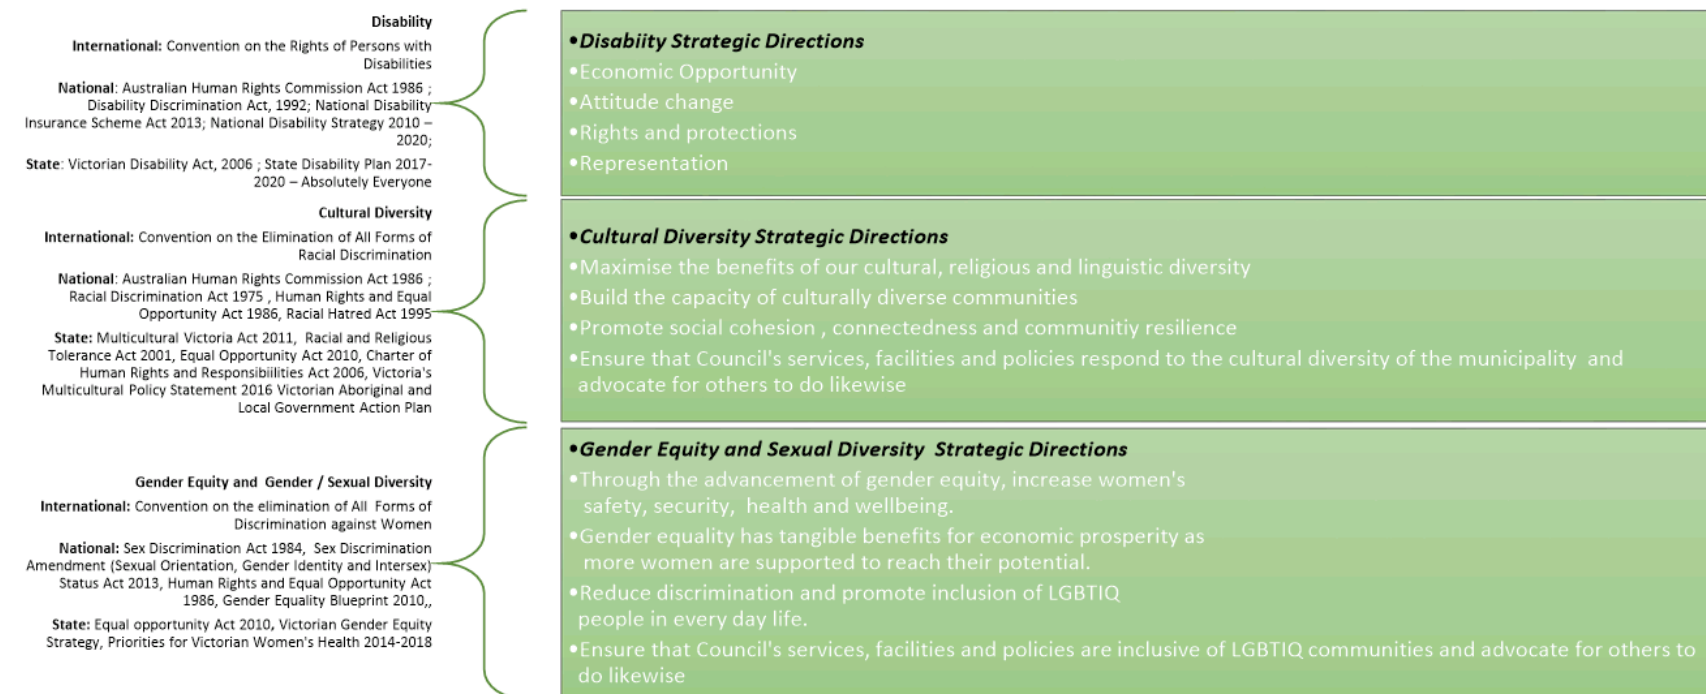 Disability
International: Convention on the Rights of Persons with
Disabilities
National: Australian Human Rights Commission Act 1986 ;
Disability Discrimination Act, 1992; National Disability
Insurance Scheme Act 2013; National Disability Strategy 2010 –
2020;
State: Victorian Disability Act, 2006 ; State Disability Plan 2017-
2020 – Absolutely Everyone
•Disabiity Strategic Directions
•Economic Opportunity
•Attitude change
•Rights and protections
•Representation
Cultural Diversity
International: Convention on the Elimination of All Forms of
Racial Discrimination
National: Australian Human Rights Commission Act 1986 ;
Racial Discrimination Act 1975 , Human Rights and Equal
Opportunity Act 1986, Racial Hatred Act 1995
State: Multicultural Victoria Act 2011, Racial and Religious
Tolerance Act 2001, Equal Opportunity Act 2010, Charter of
Human Rights and Responsibiilities Act 2006, Victoria's
Multicultural Policy Statement 2016 Victorian Aboriginal and
Local Government Action Plan
•Cultural Diversity Strategic Directions
•Maximise the benefits of our cultural, religious and linguistic diversity
•Build the capacity of culturally diverse communities
•Promote social cohesion , connectedness and communitiy resilience
•Ensure that Council's services, facilities and policies respond to the cultural diversity of the municipality and
advocate for others to do likewise
Gender Equity and Gender / Sexual Diversity
International: Convention on the elimination of All Forms of
Discrimination against Women
National: Sex Discrimination Act 1984, Sex Discrimination
Amendment (Sexual Orientation, Gender Identity and Intersex)
Status Act 2013, Human Rights and Equal Opportunity Act
1986, Gender Equality Blueprint 2010,,
State: Equal opportunity Act 2010, Victorian Gender Equity
Strategy, Priorities for Victorian Women's Health 2014-2018
•Gender Equity and Sexual Diversity Strategic Directions
•Through the advancement of gender equity, increase women's
safety, security, health and wellbeing.
•Gender equality has tangible benefits for economic prosperity as
more women are supported to reach their potential.
•Reduce discrimination and promote inclusion of LGBTIQ
people in every day life.
•Ensure that Council's services, facilities and policies are inclusive of LGBTIQ communities and advocate for others to
do likewise